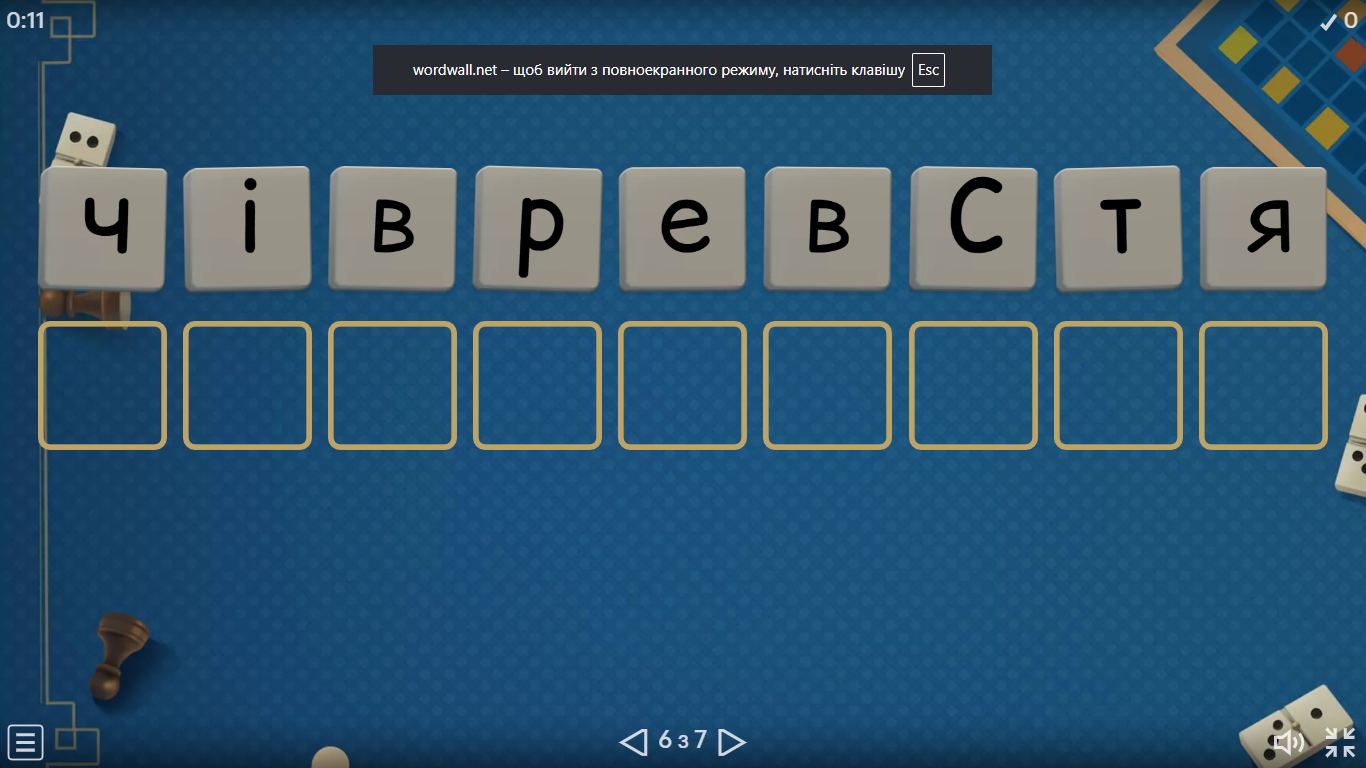 0:11
0
wordwall.net – щоб вийти з повноекранного режиму, натисніть клавішу Esc
ч і в р е в С т я
6 з 7